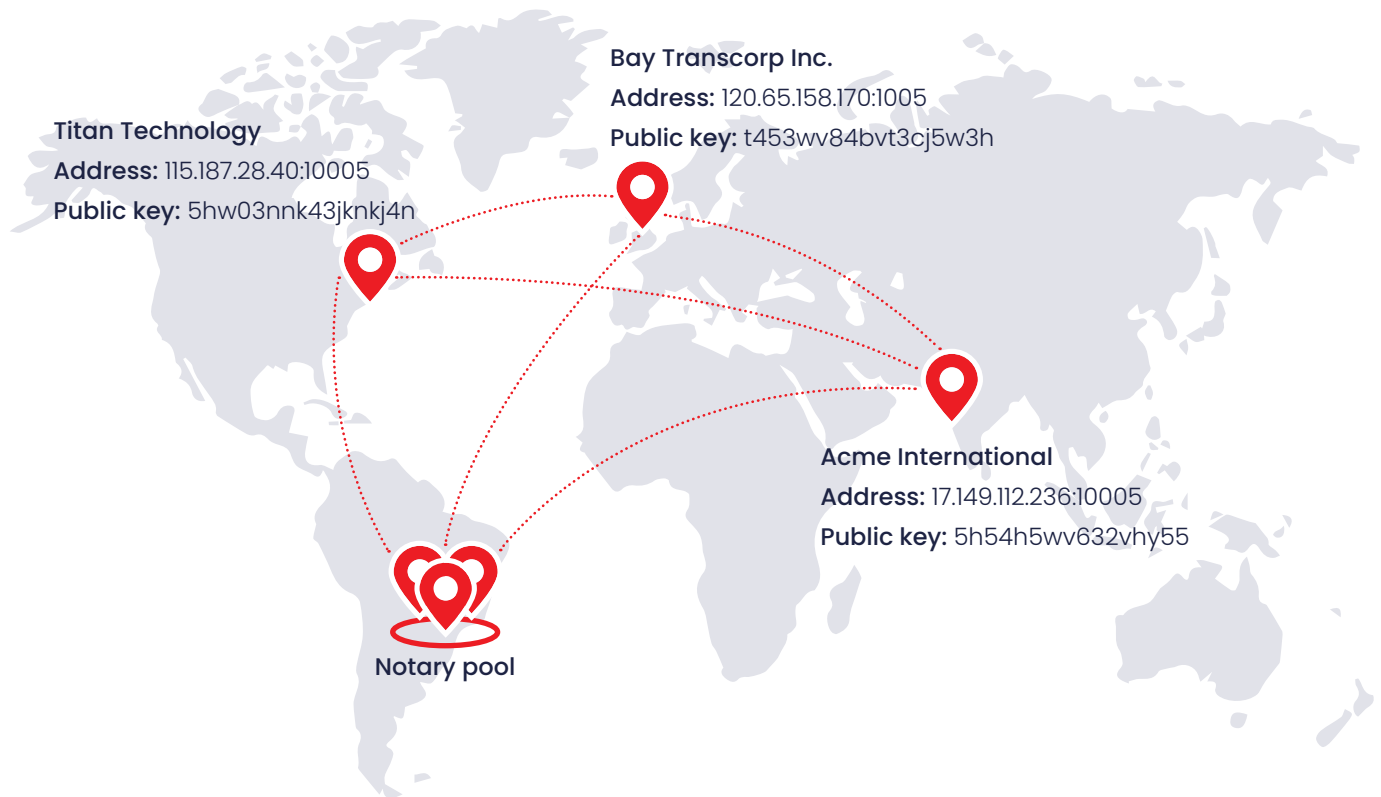 Bay Transcorp Inc.
Address: 120.65.158.170:1005
Public key: t453wv84bvt3cj5w3h
Titan Technology
Address: 115.187.28.40:10005
Public key: 5hw03nnk43jknkj4n
Acme International
Address: 17.149.112.236:10005
Public key: 5h54h5wv632vhy55
Notary pool